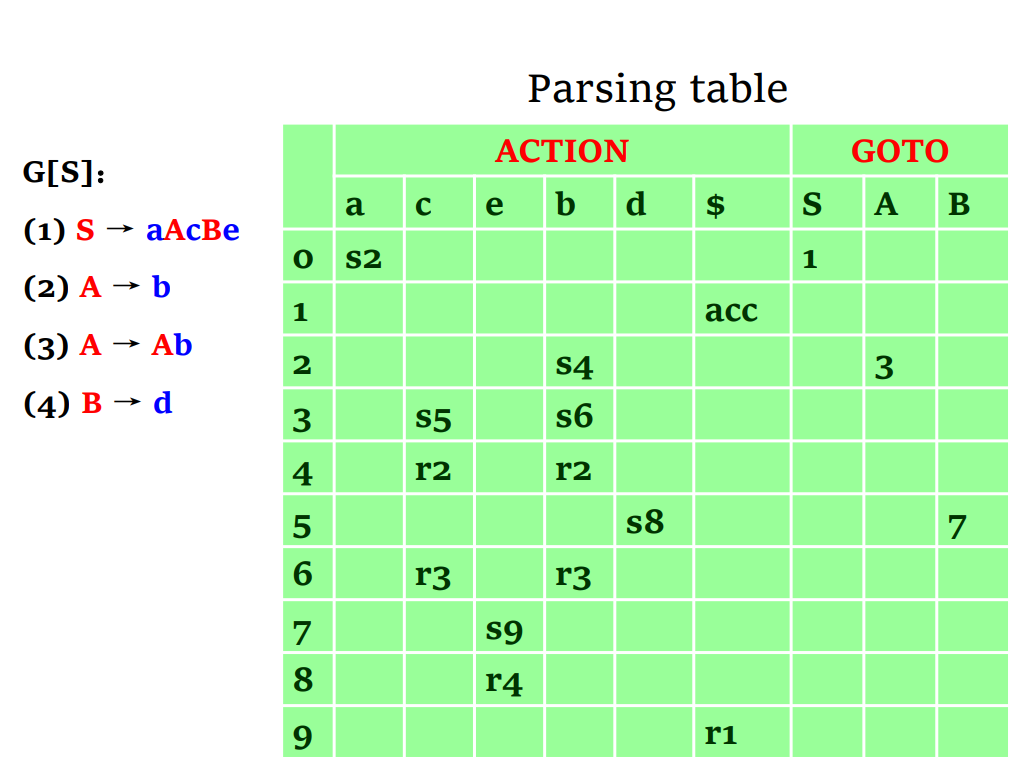 Parsing table
G[S]:
(1) S → aAcBe
(2) A → b
(3) A → Ab
(4) B → d
ACTION GOTO
a c e b d $ S A B
0 s2 1
1 acc
2 s4 3
3 s5 s6
4 r2 r2
5 s8 7
6 r3 r3
7 s9
8 r4
9 r1